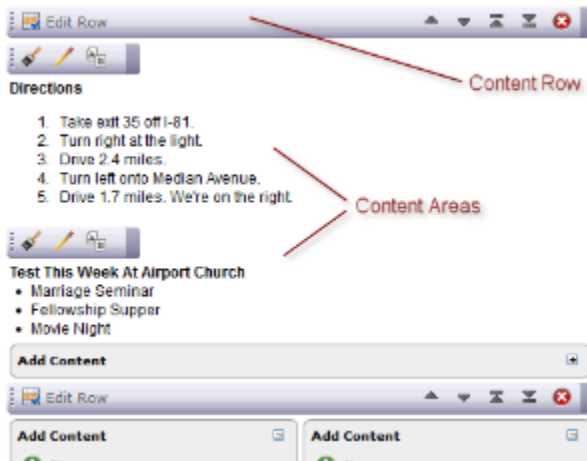 Edit Row
Content Row
Directions
1. Take exit 35 off I-81.
2. Turn right at the light.
3. Drive 2.4 miles.
4. Turn left onto Median Avenue.
5. Drive 1.7 miles. We're on the right.
Content Areas
Test This Week At Airport Church
• Marriage Seminar
• Fellowship Supper
• Movie Night
Add Content
Edit Row
Add Content Add Content